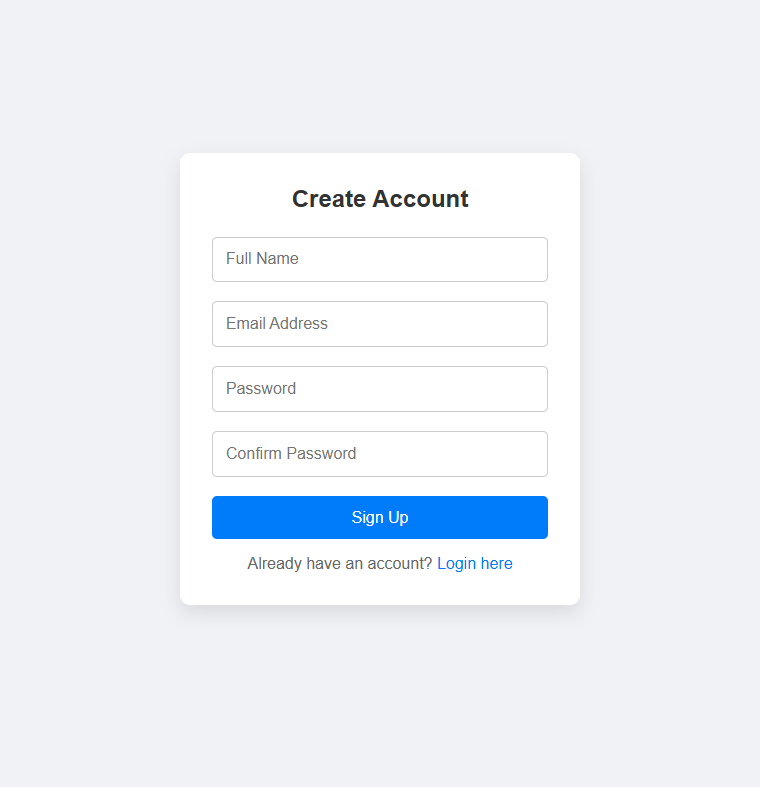 Create Account
Full Name
Email Address
Password
Confirm Password
Sign Up
Already have an account? Login here